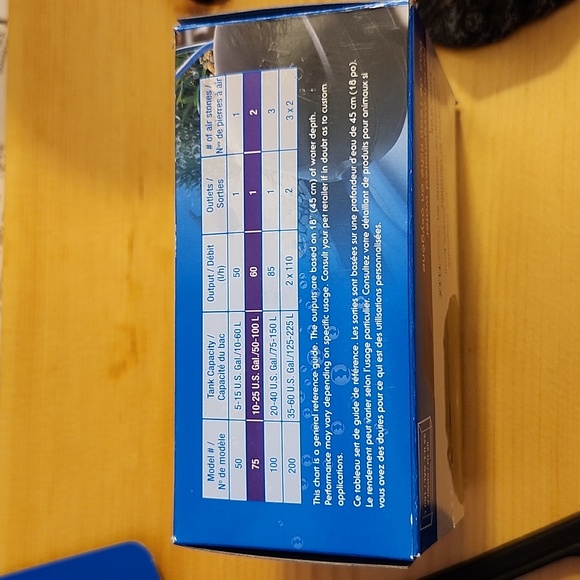 Model # / Tank Capacity / Output / Débit Outlets / # of air stones /
N° de modèle Capacité du bac (l/h) Sorties Nbre de pierres à air
50 5-15 U.S. Gal./10-60 L 50 1 1
75 10-25 U.S. Gal./50-100 L 60 1 2
100 20-40 U.S. Gal./75-150 L 85 1 3
200 35-60 U.S. Gal./125-225 L 2 x 110 2 3 x 2
This chart is a general reference guide. The outputs are based on 18" (45 cm) of water depth.
Performance may vary depending on specific usage. Consult your pet retailer if in doubt as to custom
applications.
Ce tableau sert de guide de référence. Les sorties sont basées sur une profondeur d'eau de 45 cm (18 po).
Le rendement peut varier selon l'usage particulier. Consultez votre détaillant de produits pour animaux si
vous avez des doutes pour ce qui est des utilisations personnalisées.